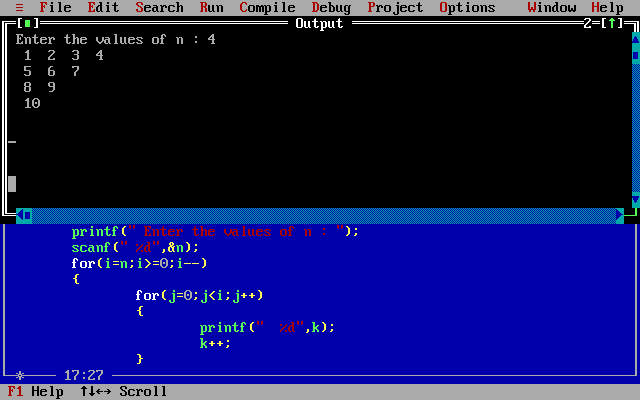 ≡ File Edit Search Run Compile Debug Project Options Window Help
[■] Output 2=[↑]
Enter the values of n : 4
1 2 3 4
5 6 7
8 9
10
printf(" Enter the values of n : ");
scanf(" %d",&n);
for(i=n;i>=0;i--)
{
for(j=0;j<i;j++)
{
printf("  %d",k);
k++;
}
* 17:27
F1 Help ↑↓↔ Scroll